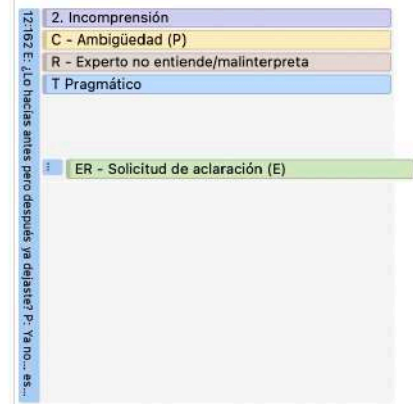 12:162 E: ¿Lo hacías antes pero después ya dejaste? P: Ya no... es...
2. Incomprensión
C - Ambigüedad (P)
R - Experto no entiende/malinterpreta
T Pragmático
ER - Solicitud de aclaración (E)